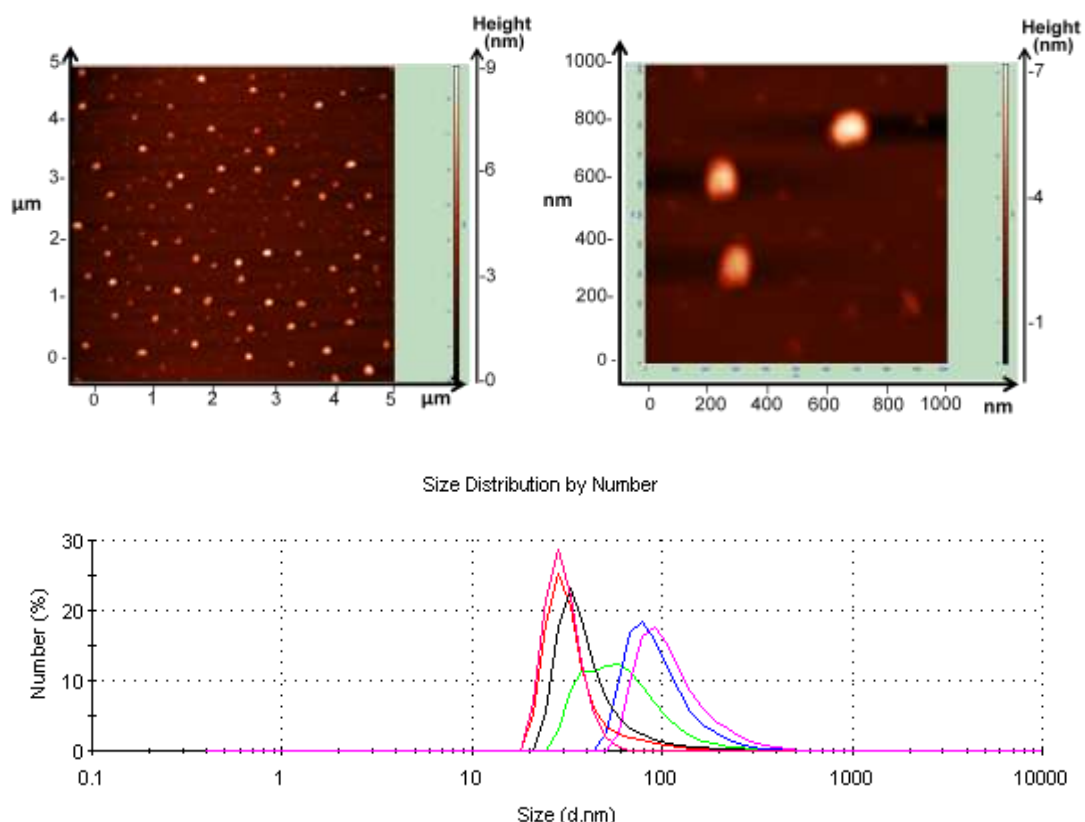 Height
(nm)
5-
4-
3-
2-
1-
0-
μm
-9
-6
-3
-0
0 1 2 3 4 5 μm
Height
(nm)
1000-
800-
600-
400-
200-
0-
nm
-7
-4
-1
0 200 400 600 800 1000 nm
Size Distribution by Number
30
20
10
0
Number (%)
0.1 1 10 100 1000 10000
Size (d.nm)